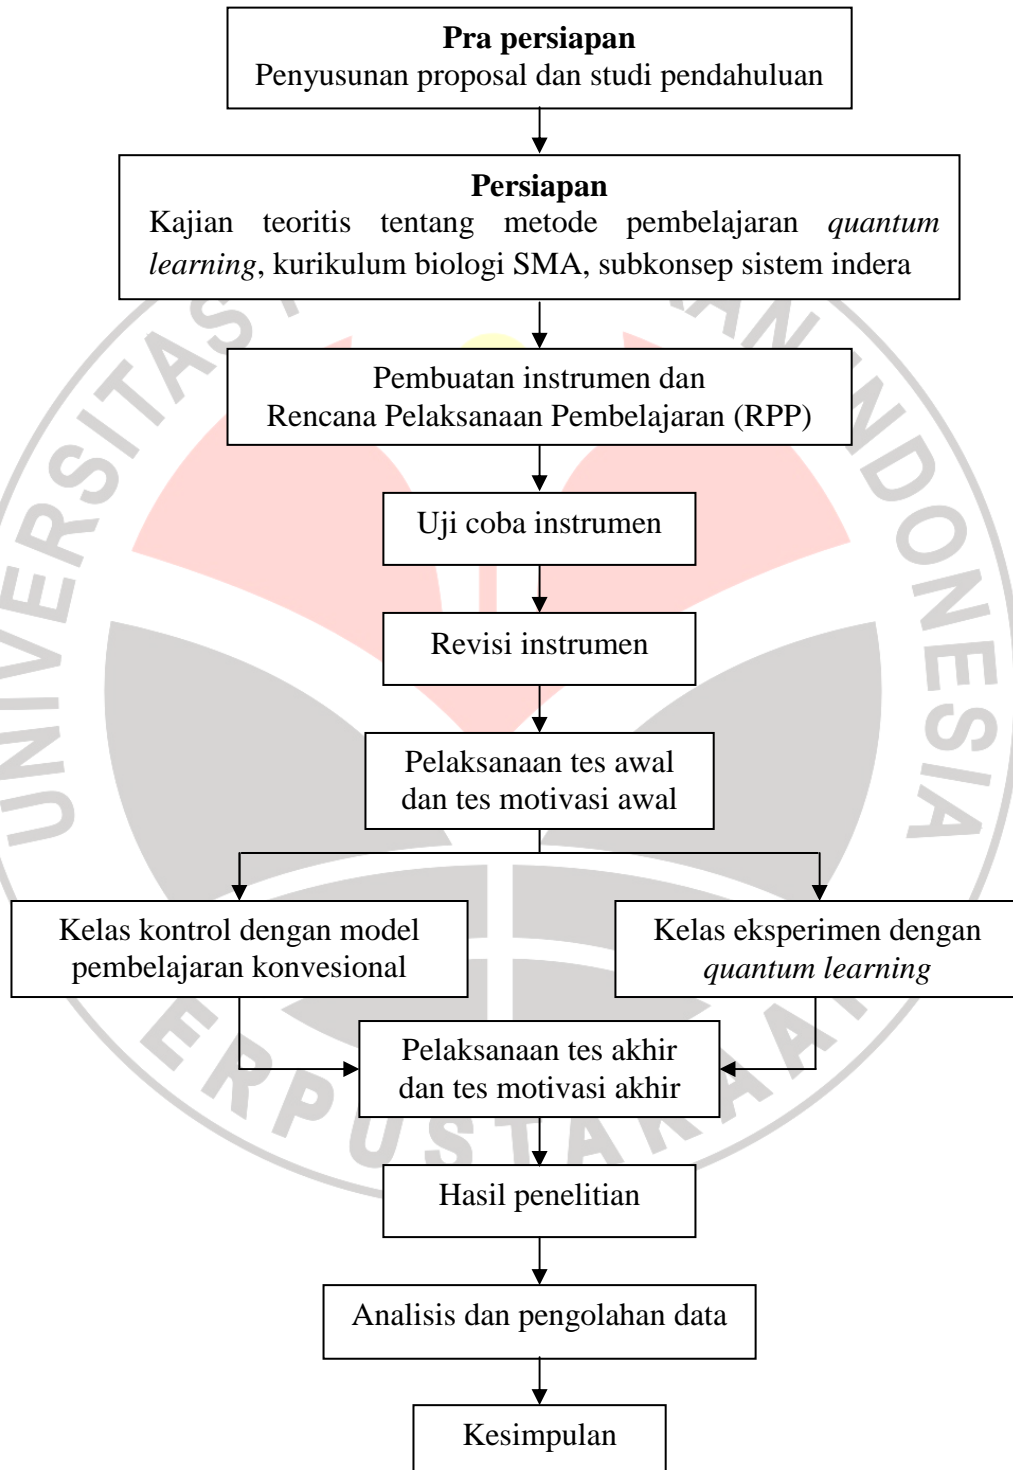 Pra persiapan
Penyusunan proposal dan studi pendahuluan
Persiapan
Kajian teoritis tentang metode pembelajaran quantum
learning, kurikulum biologi SMA, subkonsep sistem indera
Pembuatan instrumen dan
Rencana Pelaksanaan Pembelajaran (RPP)
Uji coba instrumen
Revisi instrumen
Pelaksanaan tes awal
dan tes motivasi awal
Kelas kontrol dengan model
pembelajaran konvesional
Kelas eksperimen dengan
quantum learning
Pelaksanaan tes akhir
dan tes motivasi akhir
Hasil penelitian
Analisis dan pengolahan data
Kesimpulan
UNIVERSITAS
INDONESIA